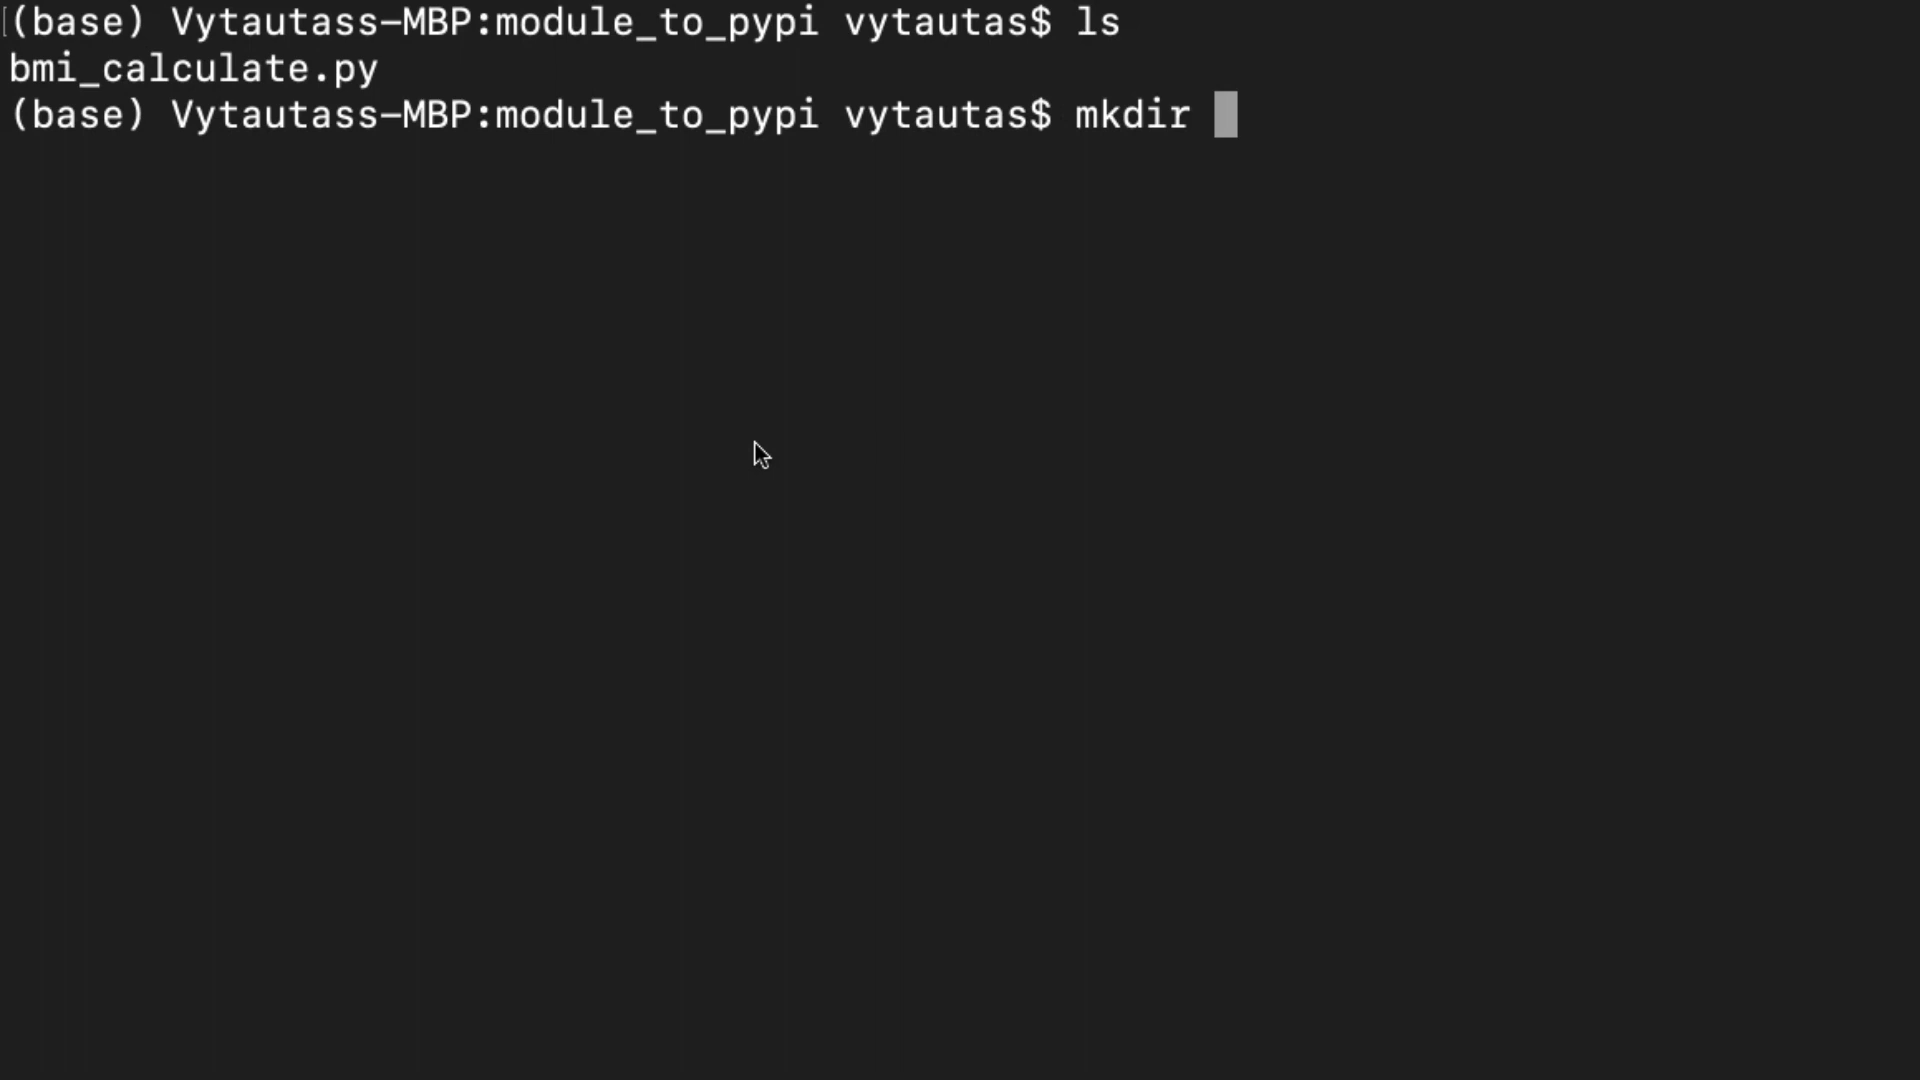 (base) Vytautass-MBP:module_to_pypi vytautas$ ls
bmi_calculate.py
(base) Vytautass-MBP:module_to_pypi vytautas$ mkdir